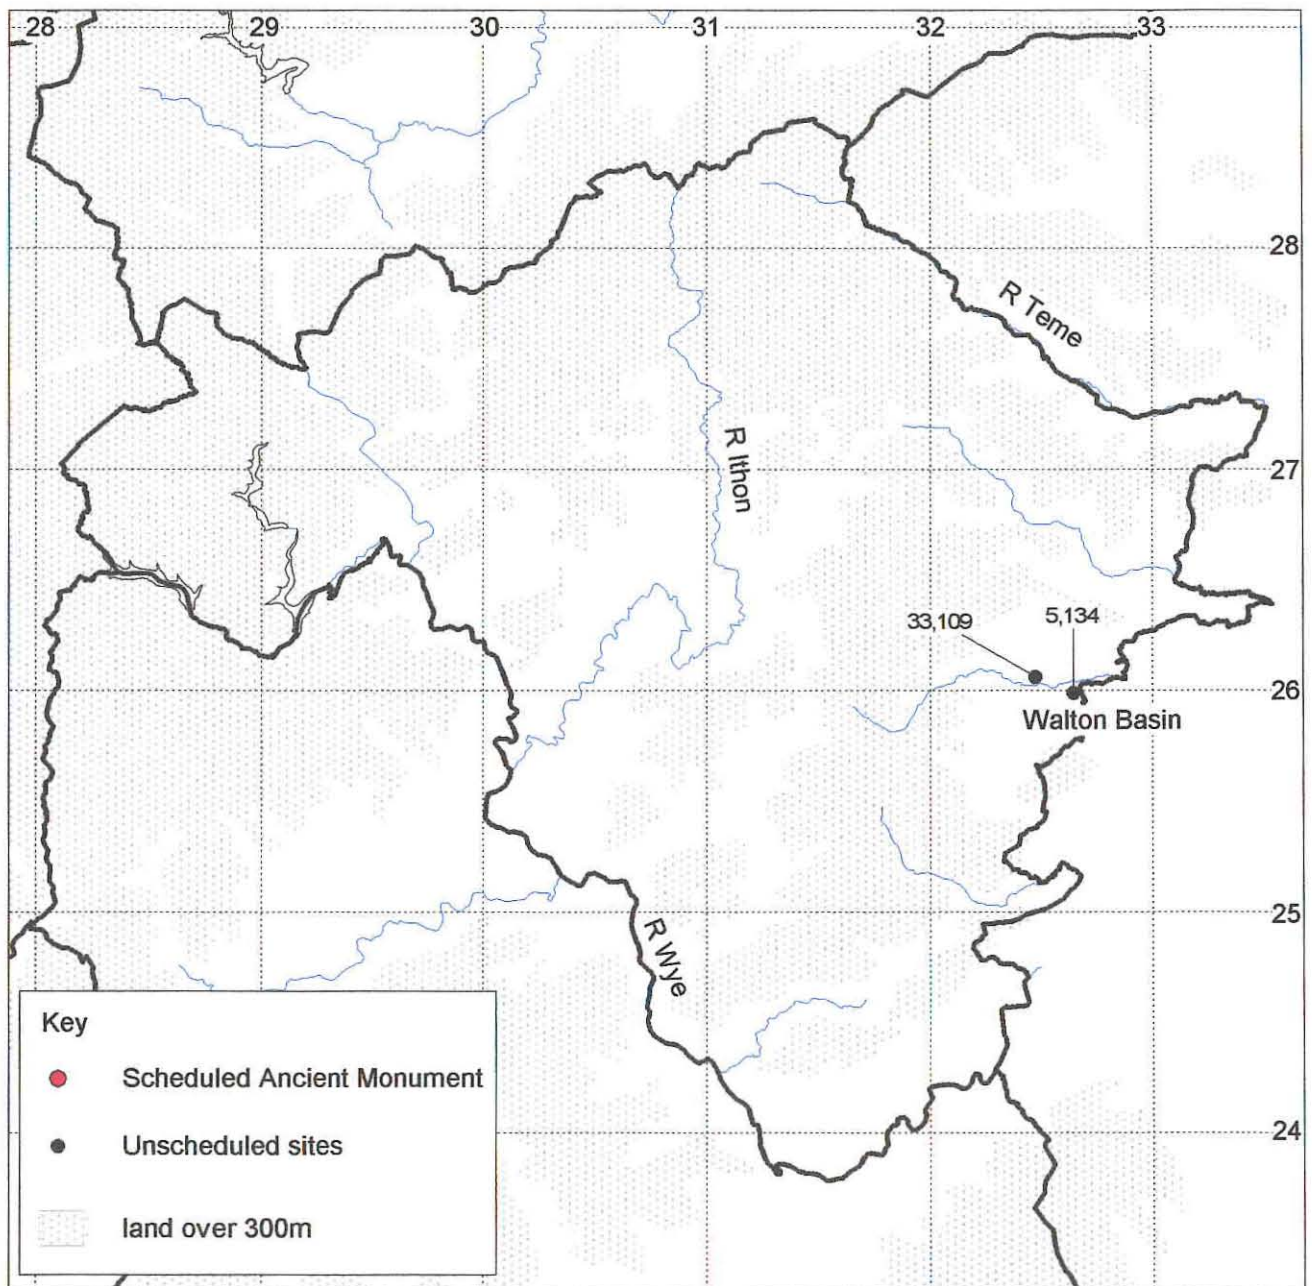 28 29 30 31 32 33
28
R Teme
27
R Ithon
33,109 5,134
26
Walton Basin
25
R Wye
Key
Scheduled Ancient Monument
Unscheduled sites
24
land over 300m